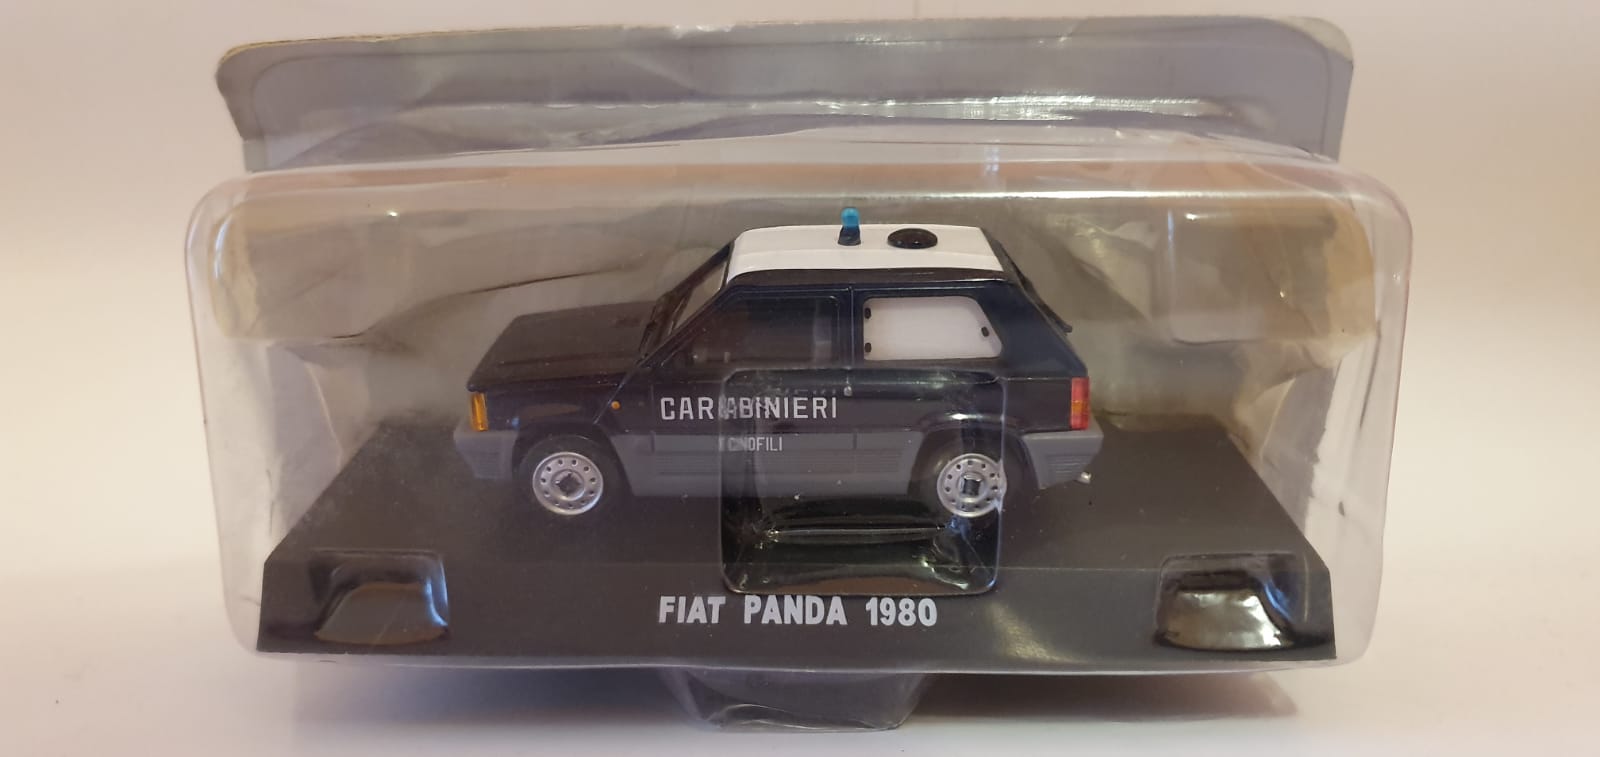 CARABINIERI
CINOFILI
FIAT PANDA 1980